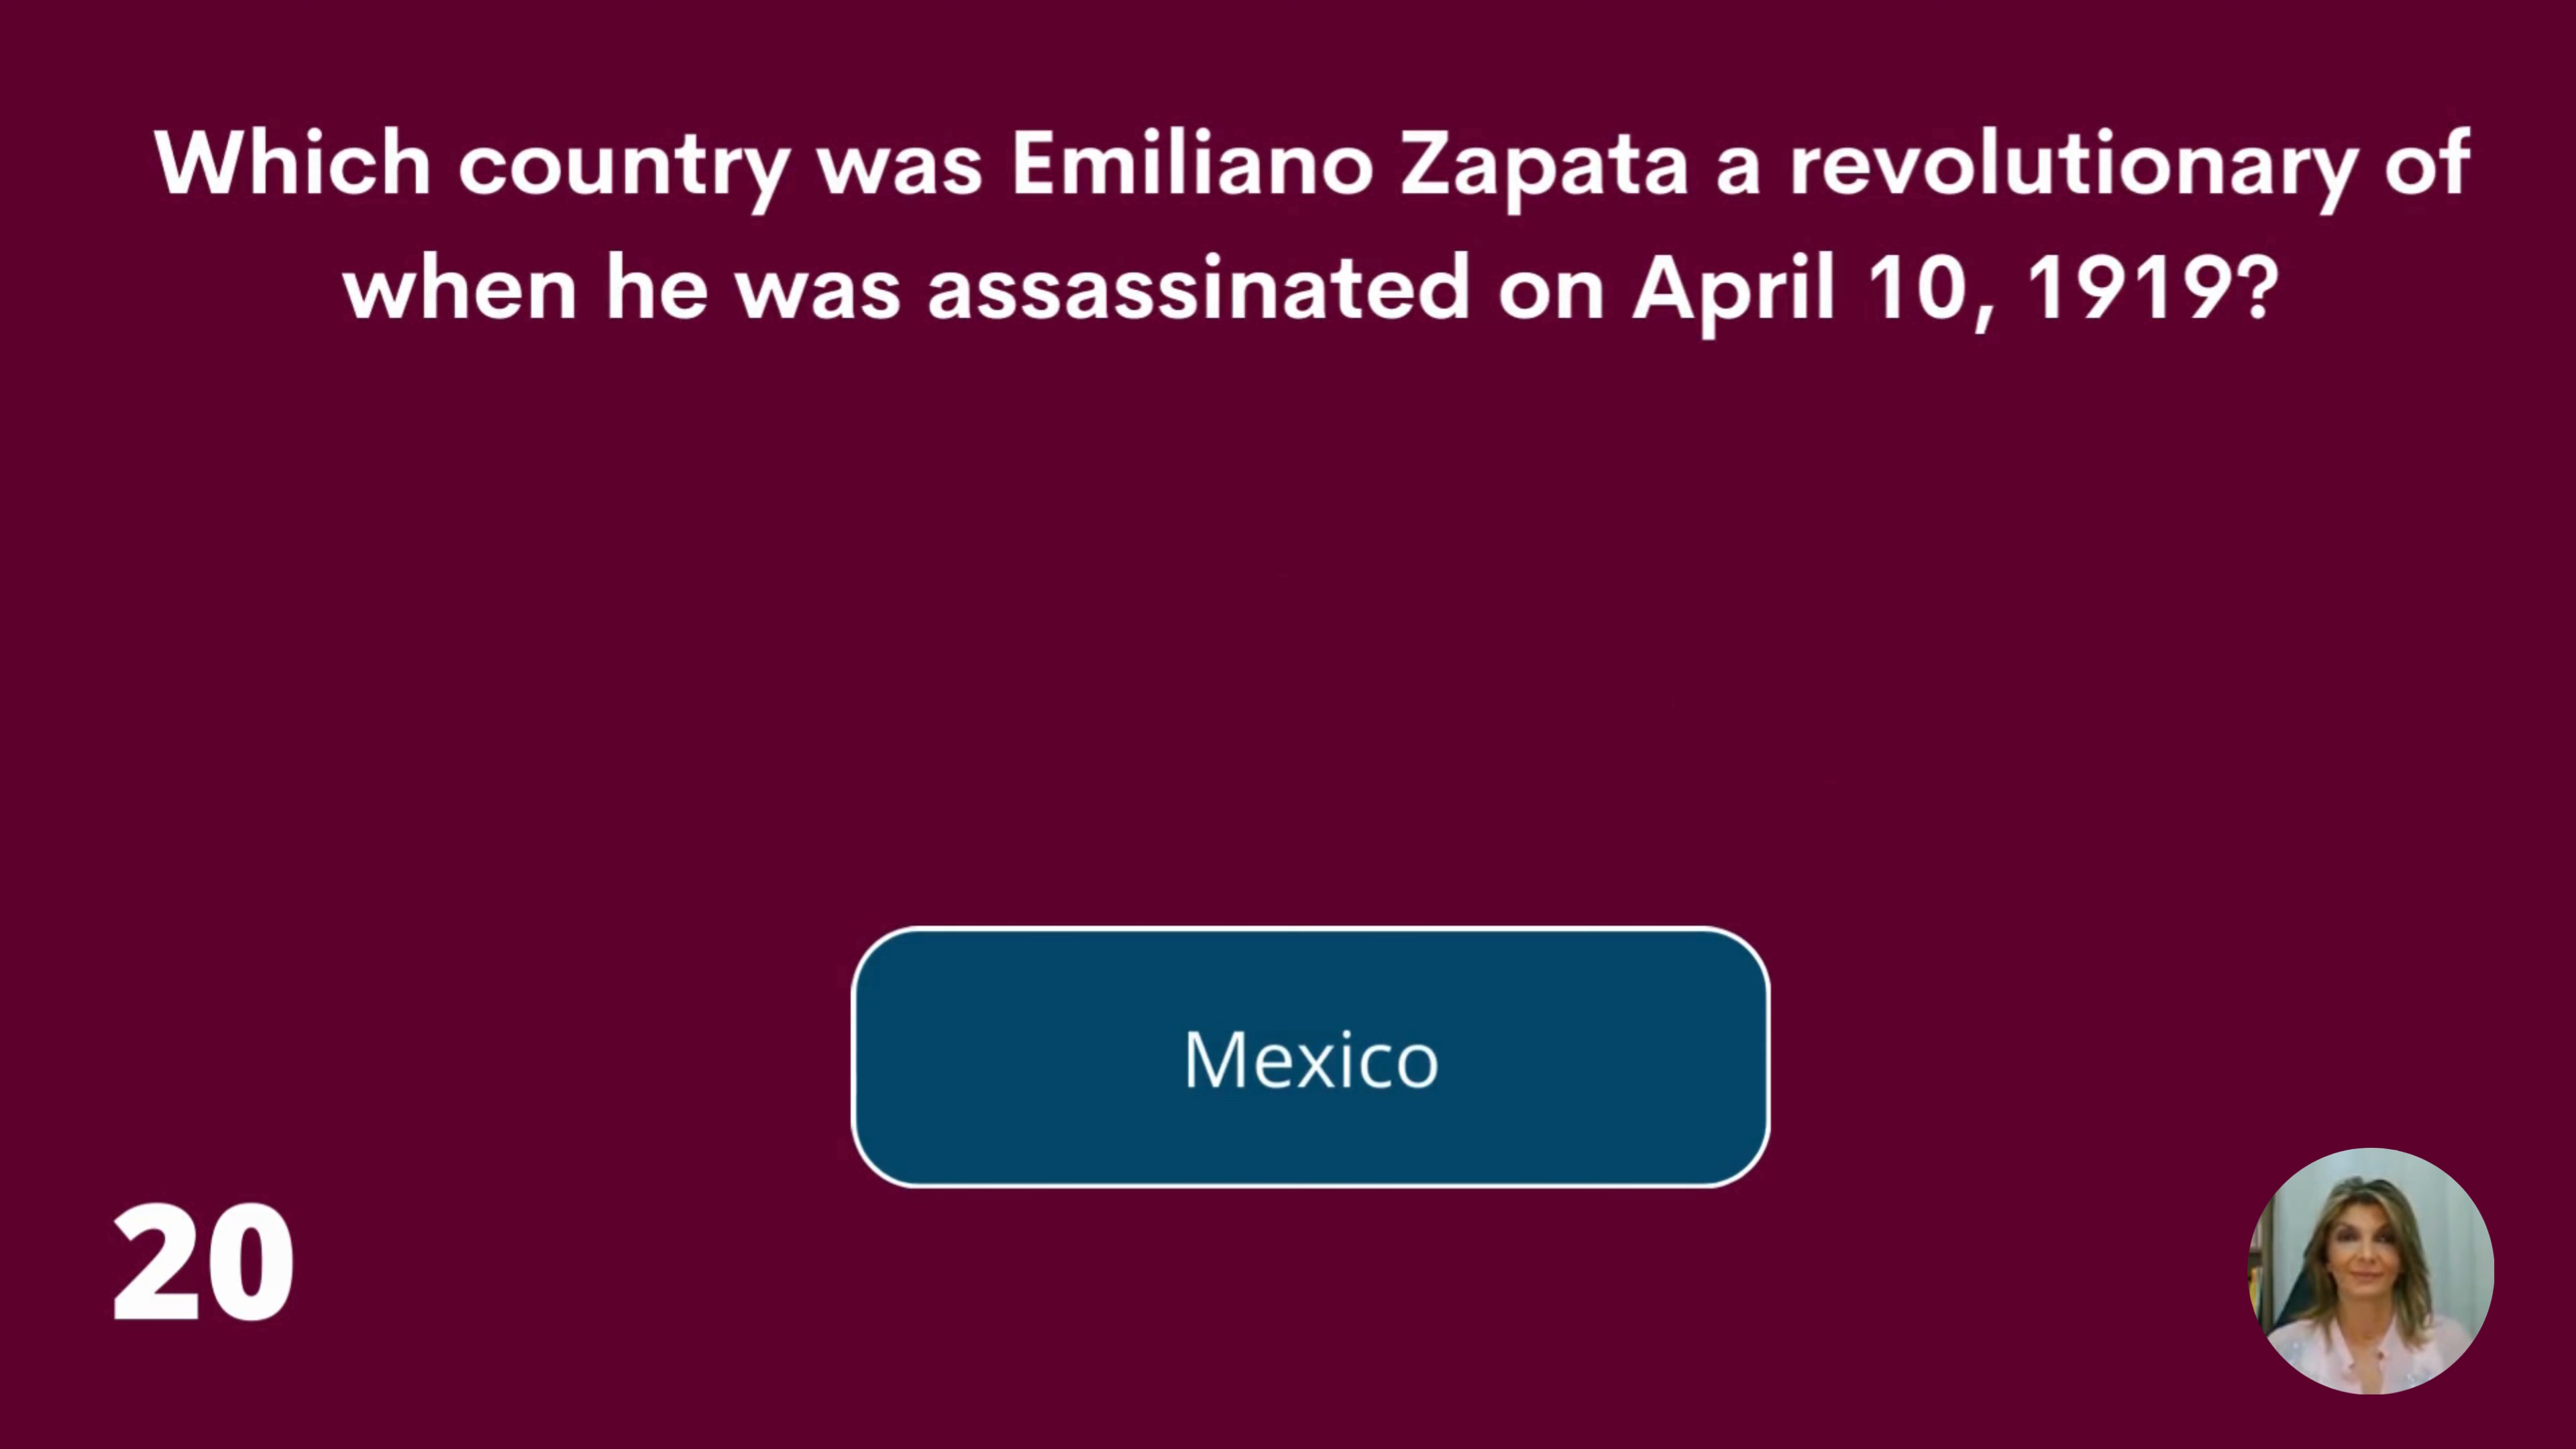 Which country was Emiliano Zapata a revolutionary of
when he was assassinated on April 10, 1919?
Mexico
20